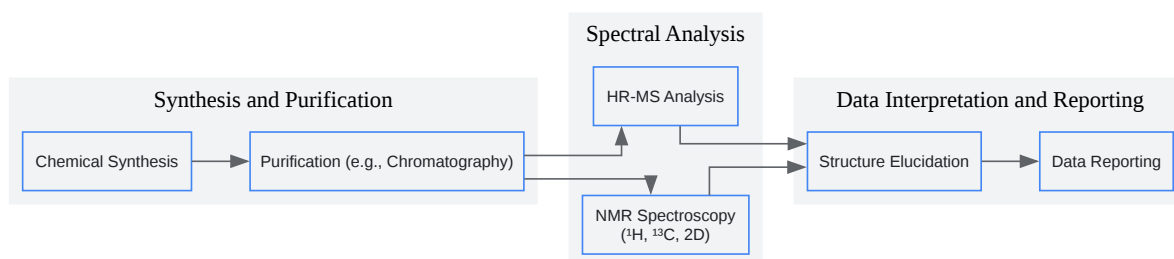 Spectral Analysis
Synthesis and Purification
HR-MS Analysis
Data Interpretation and Reporting
Chemical Synthesis
Purification (e.g., Chromatography)
Structure Elucidation
Data Reporting
NMR Spectroscopy
(¹H, ¹³C, 2D)